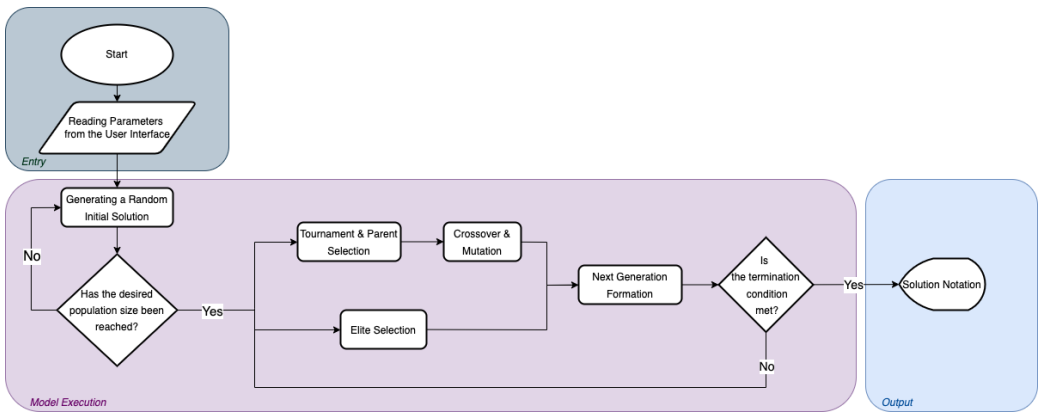 Start
Reading Parameters
from the User Interface
Entry
Generating a Random
Initial Solution
No
Has the desired
population size been
reached?
Yes
Tournament & Parent
Selection
Crossover &
Mutation
Elite Selection
Next Generation
Formation
Is
the termination
condition
met?
No
Yes
Solution Notation
Model Execution
Output